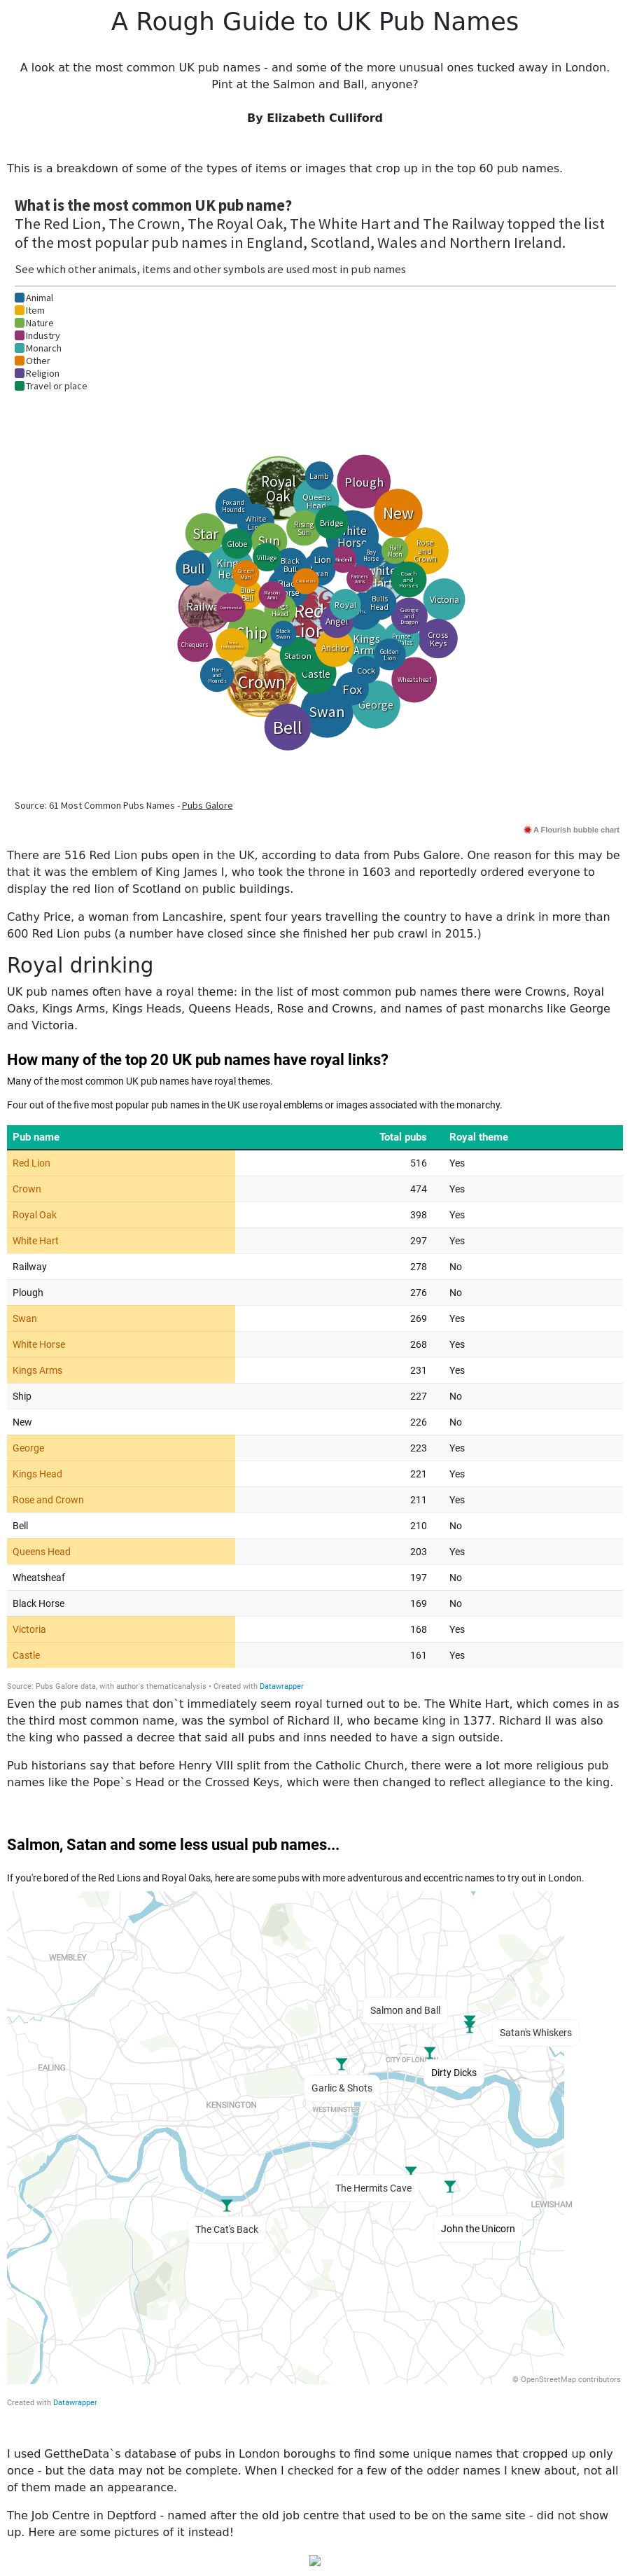 A Rough Guide to UK Pub Names
A look at the most common UK pub names - and some of the more unusual ones tucked away in London.
Pint at the Salmon and Ball, anyone?
By Elizabeth Culliford
This is a breakdown of some of the types of items or images that crop up in the top 60 pub names.
What is the most common UK pub name?
The Red Lion, The Crown, The Royal Oak, The White Hart and The Railway topped the list
of the most popular pub names in England, Scotland, Wales and Northern Ireland.
See which other animals, items and other symbols are used most in pub names
Animal
Item
Nature
Industry
Monarch
Other
Religion
Travel or place
Royal
Oak
Lamb
Plough
Queens
Head
Fox and
Hounds
White
New
Rising
Sun
Bridge
White
Horse
Star
Globe
Sun
Half
Moon
Rose
and
Crown
Village
Black
Bull
Lion
Bay
Horse
Bull
Green
Man
Swan
Farmers
Arms
White
Hart
Coach
and
Horses
Blue
Bell
Masons
Arms
Victoria
Royal
Bulls
Head
Head
Red
Lion
Angel
George
and
Dragon
Black
Swan
Ship
Cross
Keys
Chequers
Anchor
Kings
Arms
Prince
Golden
Lion
Station
Hare
and
Hounds
Crown
Castle
Cock
Wheatsheaf
Fox
Swan
George
Bell
Source: 61 Most Common Pubs Names - Pubs Galore
A Flourish bubble chart
There are 516 Red Lion pubs open in the UK, according to data from Pubs Galore. One reason for this may be
that it was the emblem of King James I, who took the throne in 1603 and reportedly ordered everyone to
display the red lion of Scotland on public buildings.
Cathy Price, a woman from Lancashire, spent four years travelling the country to have a drink in more than
600 Red Lion pubs (a number have closed since she finished her pub crawl in 2015.)
Royal drinking
UK pub names often have a royal theme: in the list of most common pub names there were Crowns, Royal
Oaks, Kings Arms, Kings Heads, Queens Heads, Rose and Crowns, and names of past monarchs like George
and Victoria.
How many of the top 20 UK pub names have royal links?
Many of the most common UK pub names have royal themes.
Four out of the five most popular pub names in the UK use royal emblems or images associated with the monarchy.
Pub name Total pubs Royal theme
Red Lion 516 Yes
Crown 474 Yes
Royal Oak 398 Yes
White Hart 297 Yes
Railway 278 No
Plough 276 No
Swan 269 Yes
White Horse 268 Yes
Kings Arms 231 Yes
Ship 227 No
New 226 No
George 223 Yes
Kings Head 221 Yes
Rose and Crown 211 Yes
Bell 210 No
Queens Head 203 Yes
Wheatsheaf 197 No
Black Horse 169 No
Victoria 168 Yes
Castle 161 Yes
Source: Pubs Galore data, with author's thematicanalysis • Created with Datawrapper
Even the pub names that don`t immediately seem royal turned out to be. The White Hart, which comes in as
the third most common name, was the symbol of Richard II, who became king in 1377. Richard II was also
the king who passed a decree that said all pubs and inns needed to have a sign outside.
Pub historians say that before Henry VIII split from the Catholic Church, there were a lot more religious pub
names like the Pope`s Head or the Crossed Keys, which were then changed to reflect allegiance to the king.
Salmon, Satan and some less usual pub names...
If you're bored of the Red Lions and Royal Oaks, here are some pubs with more adventurous and eccentric names to try out in London.
WEMBLEY
Salmon and Ball
Satan's Whiskers
CITY OF LON
EALING
Dirty Dicks
Garlic & Shots
KENSINGTON
WESTMINSTER
The Hermits Cave
LEWISHAM
The Cat's Back
John the Unicorn
© OpenStreetMap contributors
Created with Datawrapper
I used GettheData`s database of pubs in London boroughs to find some unique names that cropped up only
once - but the data may not be complete. When I checked for a few of the odder names I knew about, not all
of them made an appearance.
The Job Centre in Deptford - named after the old job centre that used to be on the same site - did not show
up. Here are some pictures of it instead!